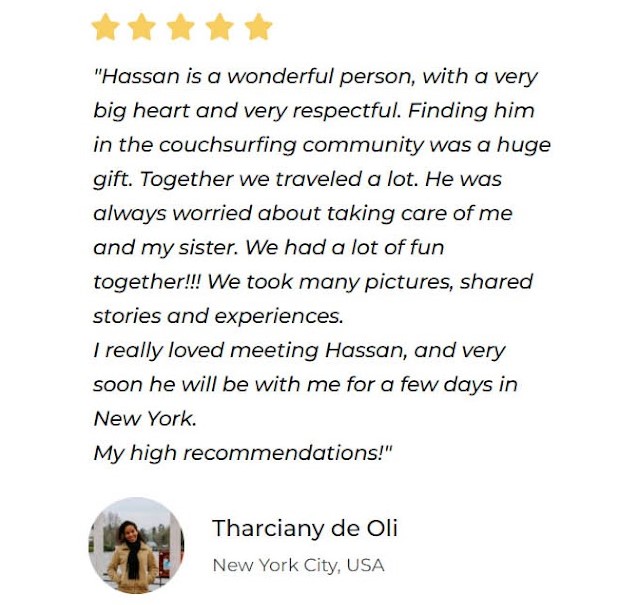 "Hassan is a wonderful person, with a very
big heart and very respectful. Finding him
in the couchsurfing community was a huge
gift. Together we traveled a lot. He was
always worried about taking care of me
and my sister. We had a lot of fun
together!!! We took many pictures, shared
stories and experiences.
I really loved meeting Hassan, and very
soon he will be with me for a few days in
New York.
My high recommendations!"
Tharciany de Oli
New York City, USA